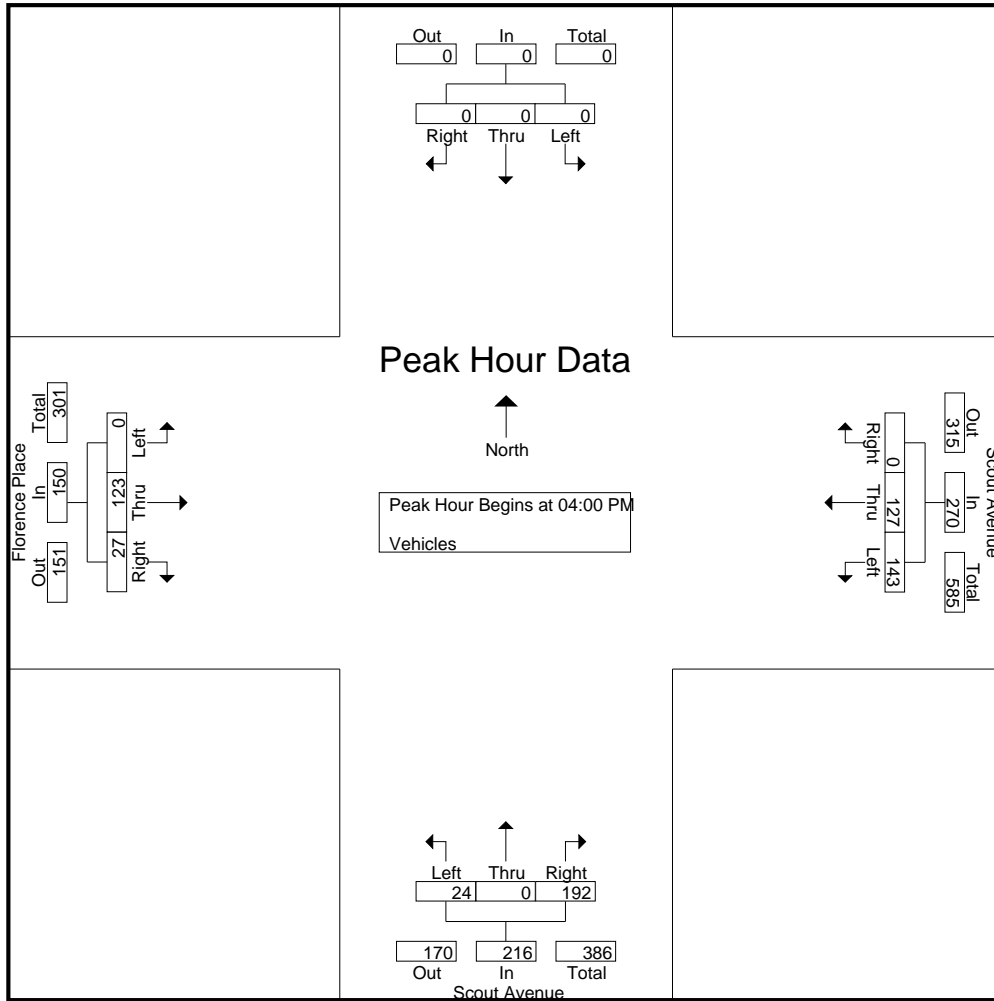 Out In Total
0 0 0
0 0 0
Right Thru Left
Peak Hour Data
North
Peak Hour Begins at 04:00 PM
Vehicles
Florence Place
Out In Total
151 150 301
27 123 0
Right Thru Left
Scout Avenue
Out In Total
315 270 585
0 127 143
Right Thru Left
Left Thru Right
24 0 192
170 216 386
Out In Total
Scout Avenue